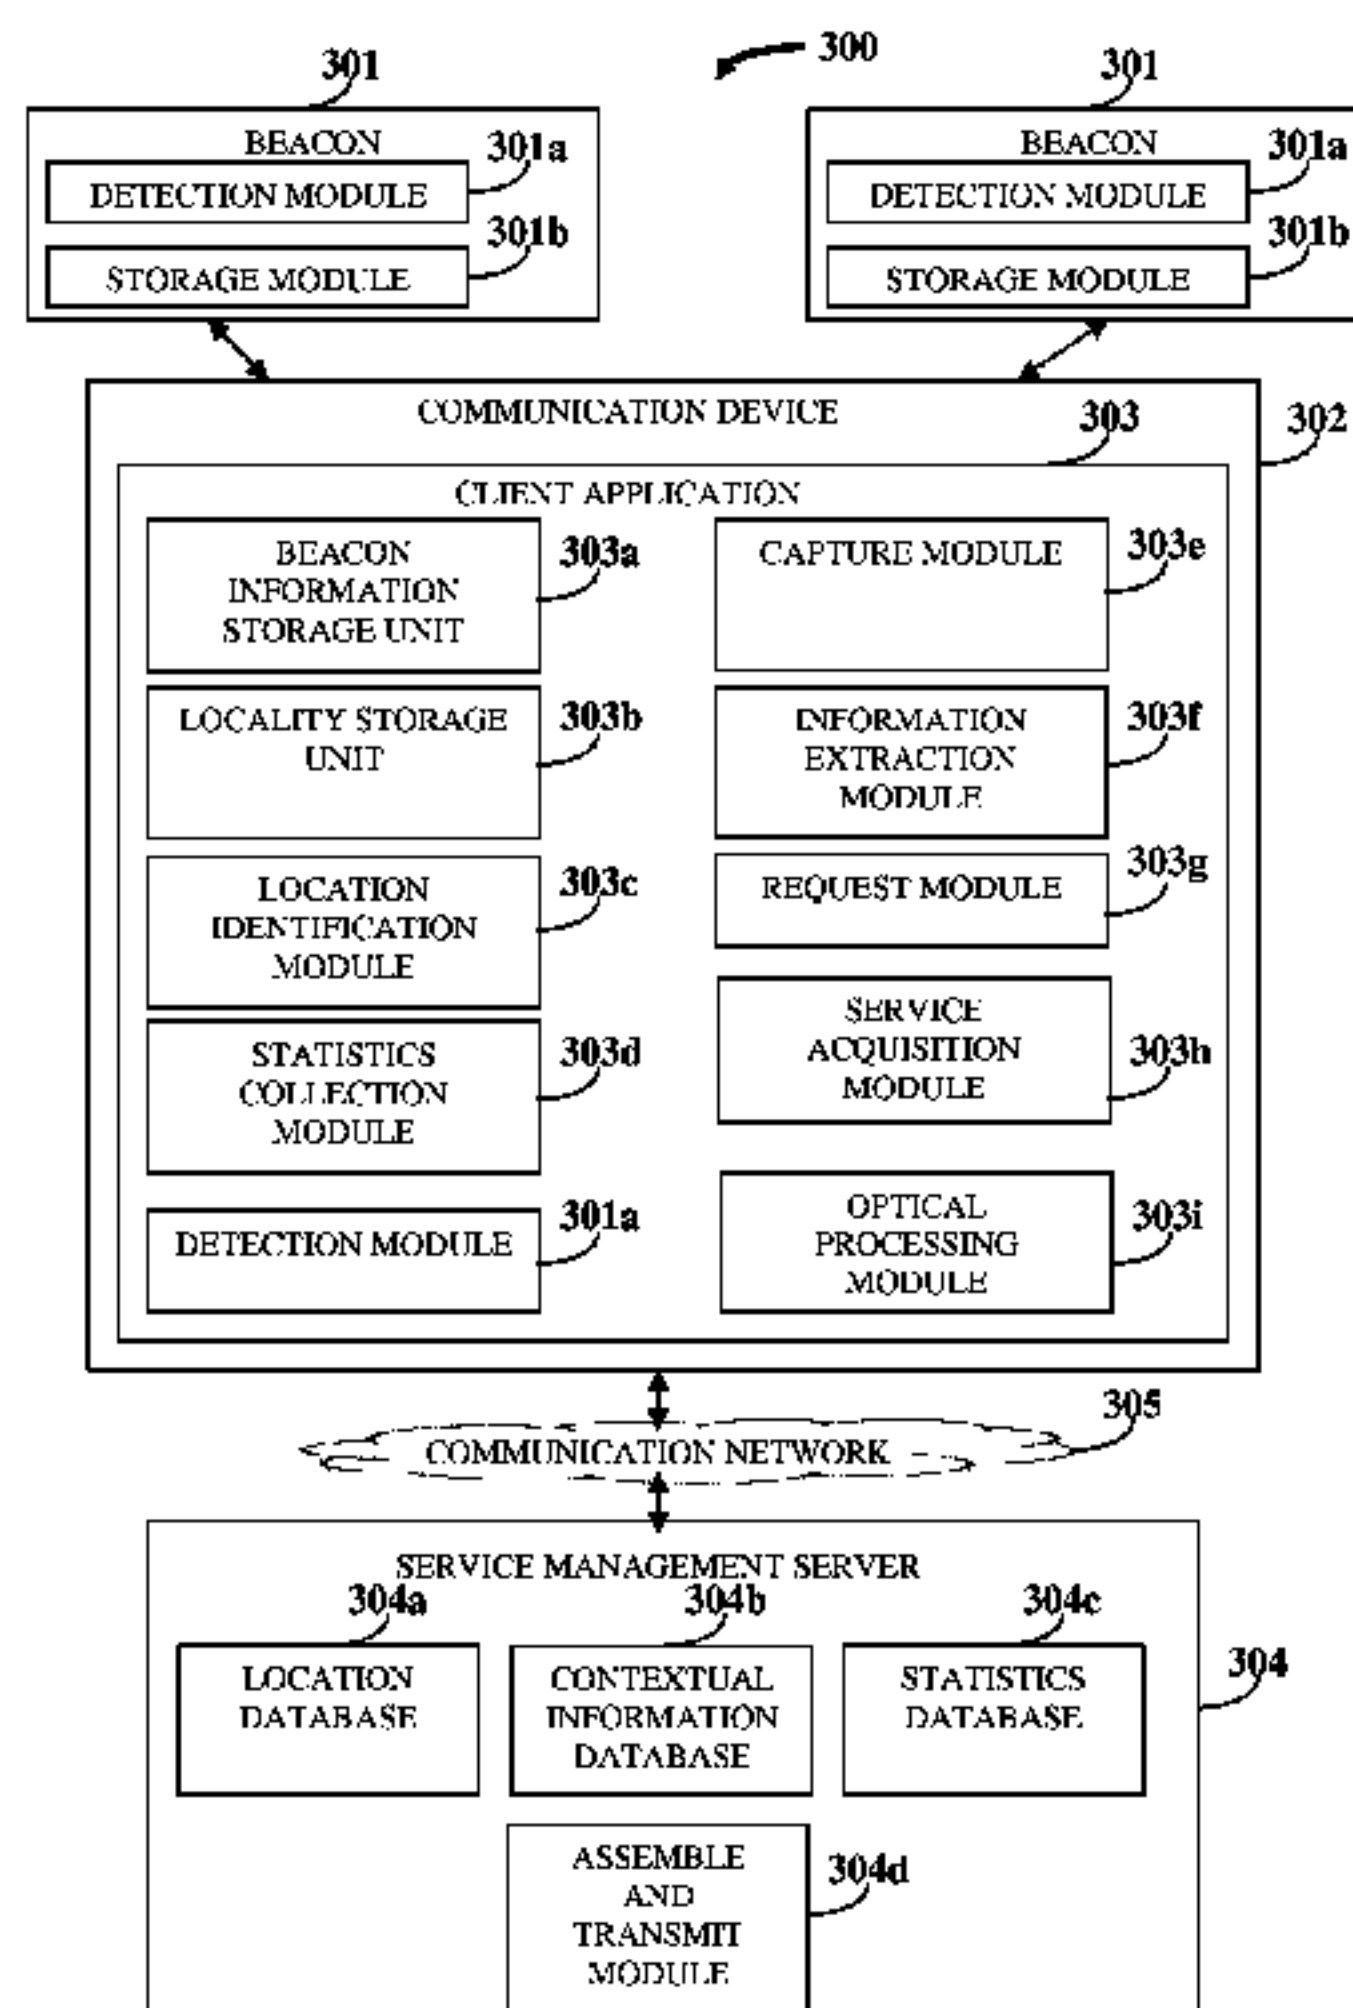 300
301
301
BEACON
301a
DETECTION MODULE
301b
STORAGE MODULE
BEACON
301a
DETECTION MODULE
301b
STORAGE MODULE
COMMUNICATION DEVICE
303
302
CLIENT APPLICATION
BEACON
INFORMATION
STORAGE UNIT
303a
CAPTURE MODULE
303e
LOCALITY STORAGE
UNIT
303b
INFORMATION
EXTRACTION
MODULE
303f
LOCATION
IDENTIFICATION
MODULE
303c
REQUEST MODULE
303g
STATISTICS
COLLECTION
MODULE
303d
SERVICE
ACQUISITION
MODULE
303h
DETECTION MODULE
301a
OPTICAL
PROCESSING
MODULE
303i
305
COMMUNICATION NETWORK
SERVICE MANAGEMENT SERVER
304a
304b
304c
LOCATION
DATABASE
CONTEXTUAL
INFORMATION
DATABASE
STATISTICS
DATABASE
304
ASSEMBLE
AND
TRANSMIT
MODULE
304d